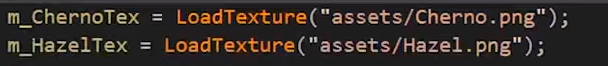 m_ChernoTex = LoadTexture("assets/Cherno.png");
m_HazelTex = LoadTexture("assets/Hazel.png");